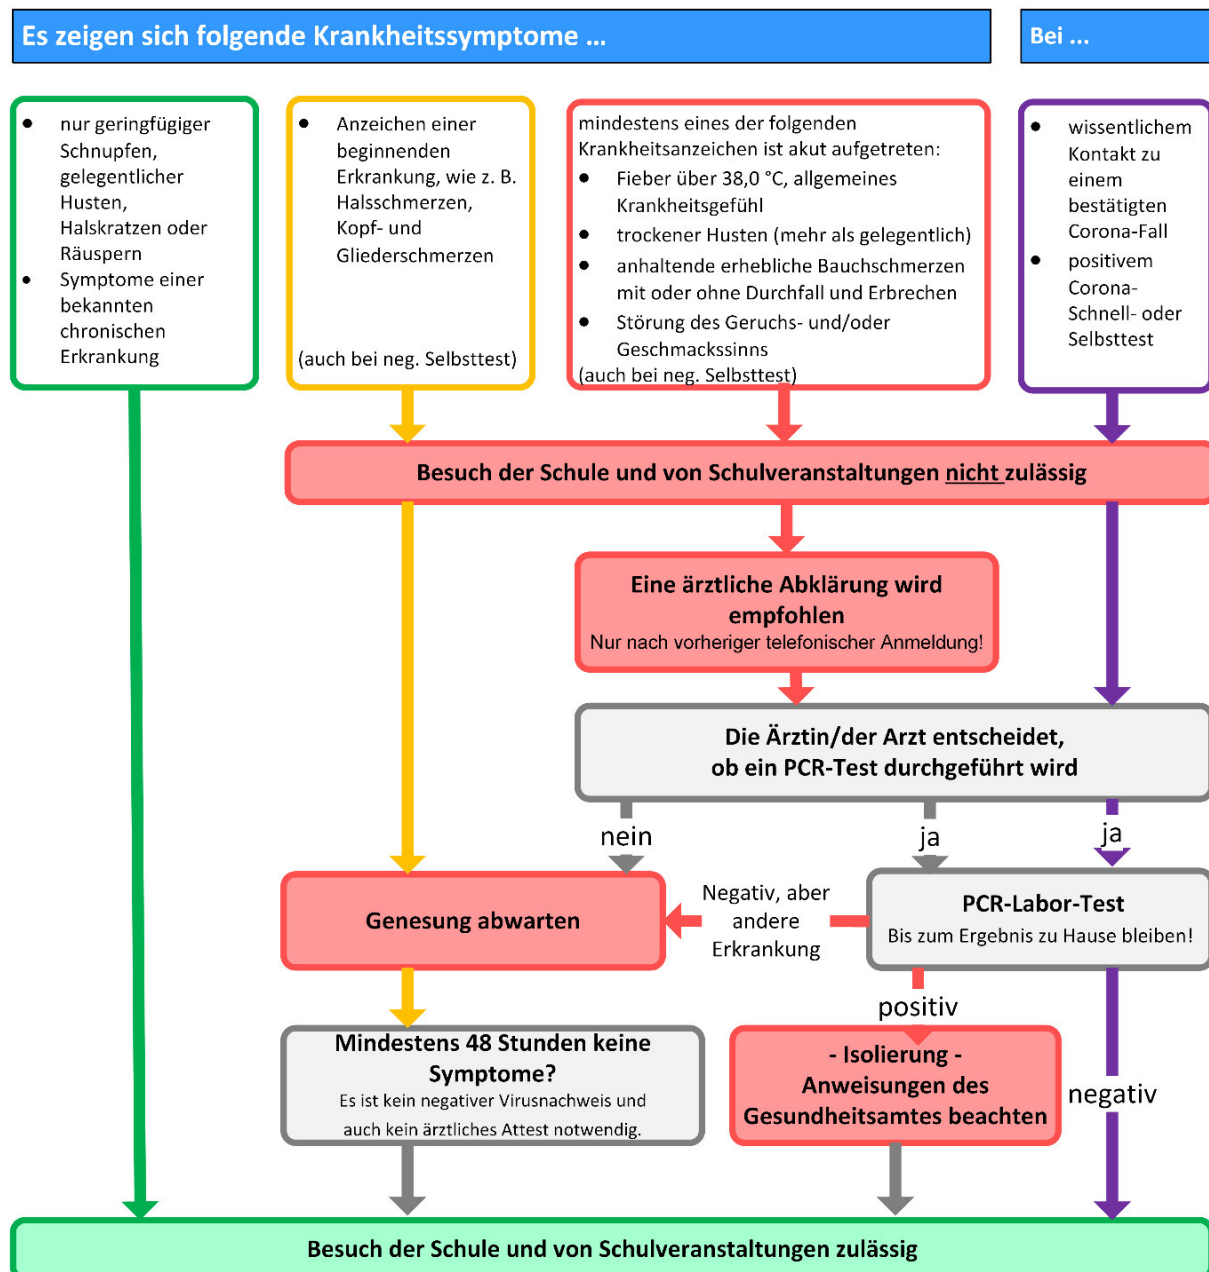 Es zeigen sich folgende Krankheitssymptome ...
Bei ...
● nur geringfügiger
Schnupfen,
gelegentlicher
Husten,
Halskratzen oder
Räuspern
● Symptome einer
bekannten
chronischen
Erkrankung
● Anzeichen einer
beginnenden
Erkrankung, wie z. B.
Halsschmerzen,
Kopf- und
Gliederschmerzen
(auch bei neg. Selbsttest)
mindestens eines der folgenden
Krankheitsanzeichen ist akut aufgetreten:
● Fieber über 38,0 °C, allgemeines
Krankheitsgefühl
● trockener Husten (mehr als gelegentlich)
● anhaltende erhebliche Bauchschmerzen
mit oder ohne Durchfall und Erbrechen
● Störung des Geruchs- und/oder
Geschmackssinns
(auch bei neg. Selbsttest)
● wissentlichem
Kontakt zu
einem
bestätigten
Corona-Fall
● positivem
Corona-
Schnell- oder
Selbsttest
Besuch der Schule und von Schulveranstaltungen nicht zulässig
Eine ärztliche Abklärung wird
empfohlen
Nur nach vorheriger telefonischer Anmeldung!
Die Ärztin/der Arzt entscheidet,
ob ein PCR-Test durchgeführt wird
nein
ja
ja
Genesung abwarten
Negativ, aber
andere
Erkrankung
PCR-Labor-Test
Bis zum Ergebnis zu Hause bleiben!
positiv
Mindestens 48 Stunden keine
Symptome?
Es ist kein negativer Virusnachweis und
auch kein ärztliches Attest notwendig.
- Isolierung -
Anweisungen des
Gesundheitsamtes beachten
negativ
Besuch der Schule und von Schulveranstaltungen zulässig